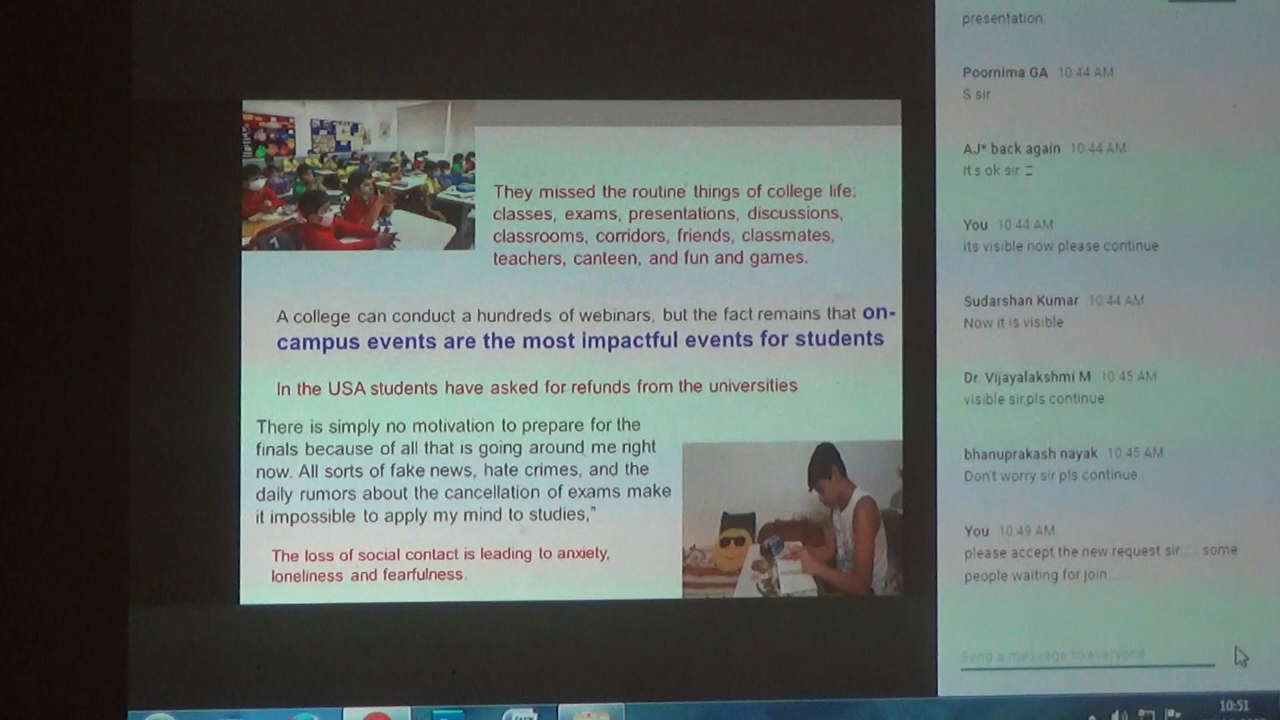 They missed the routine things of college life:
classes, exams, presentations, discussions,
classrooms, corridors, friends, classmates,
teachers, canteen, and fun and games.
A college can conduct a hundreds of webinars, but the fact remains that on-
campus events are the most impactful events for students
In the USA students have asked for refunds from the universities
There is simply no motivation to prepare for the
finals because of all that is going around me right
now. All sorts of fake news, hate crimes, and the
daily rumors about the cancellation of exams make
it impossible to apply my mind to studies,"
The loss of social contact is leading to anxiety,
loneliness and fearfulness.
presentation.
Poornima GA 10:44 AM
S sir
AJ* back again 10:44 AM
It's ok sir
You 10:44 AM
its visible now please continue
Sudarshan Kumar 10:44 AM
Now it is visible
Dr. Vijayalakshmi M 10:45 AM
visible sir,pls continue
bhanuprakash nayak 10:45 AM
Don't worry sir pls continue
You 10:49 AM
please accept the new request sir.... some
people waiting for join...
Send a message to everyone
10:51